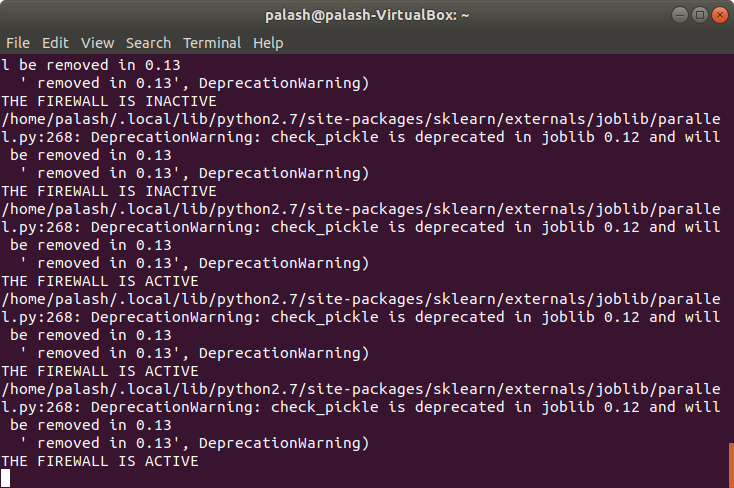 palash@palash-VirtualBox: ~
File Edit View Search Terminal Help
l be removed in 0.13
  ' removed in 0.13', DeprecationWarning)
THE FIREWALL IS INACTIVE
/home/palash/.local/lib/python2.7/site-packages/sklearn/externals/joblib/paralle
l.py:268: DeprecationWarning: check_pickle is deprecated in joblib 0.12 and will
 be removed in 0.13
  ' removed in 0.13', DeprecationWarning)
THE FIREWALL IS INACTIVE
/home/palash/.local/lib/python2.7/site-packages/sklearn/externals/joblib/paralle
l.py:268: DeprecationWarning: check_pickle is deprecated in joblib 0.12 and will
 be removed in 0.13
  ' removed in 0.13', DeprecationWarning)
THE FIREWALL IS ACTIVE
/home/palash/.local/lib/python2.7/site-packages/sklearn/externals/joblib/paralle
l.py:268: DeprecationWarning: check_pickle is deprecated in joblib 0.12 and will
 be removed in 0.13
  ' removed in 0.13', DeprecationWarning)
THE FIREWALL IS ACTIVE
/home/palash/.local/lib/python2.7/site-packages/sklearn/externals/joblib/paralle
l.py:268: DeprecationWarning: check_pickle is deprecated in joblib 0.12 and will
 be removed in 0.13
  ' removed in 0.13', DeprecationWarning)
THE FIREWALL IS ACTIVE